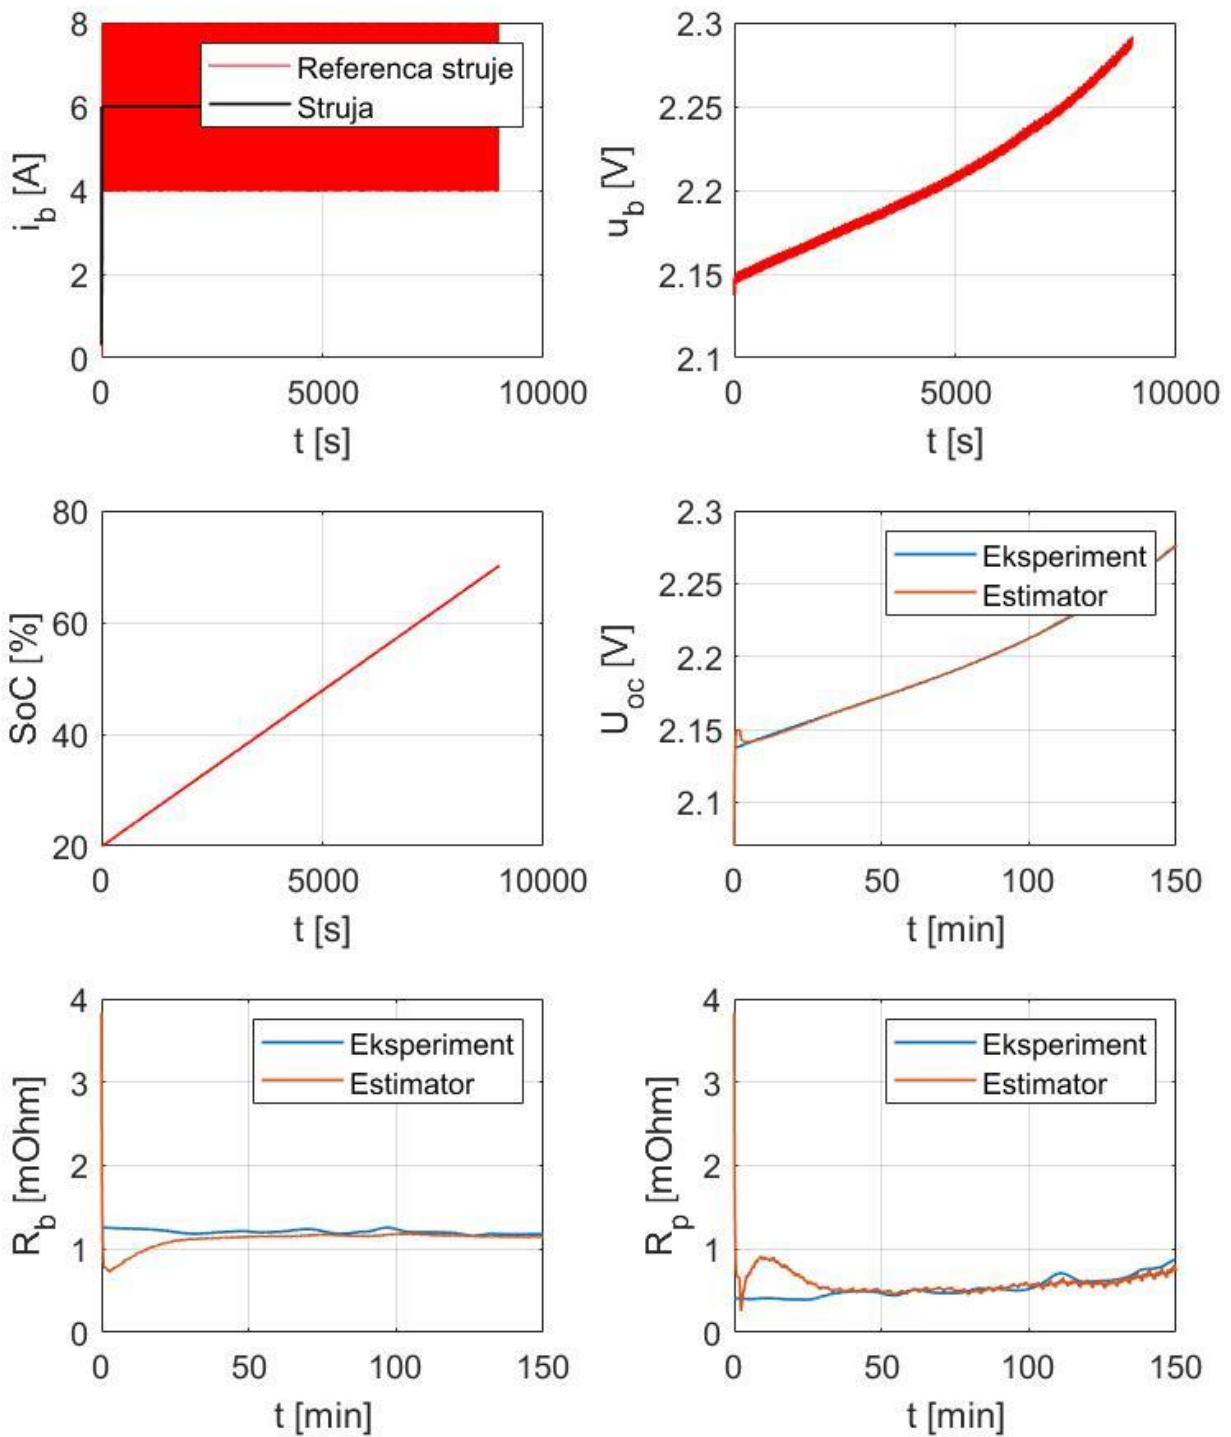 8
6
4
2
0
i_b [A]
Referenca struje
Struja
0 5000 10000
t [s]
2.3
2.25
2.2
2.15
2.1
u_b [V]
0 5000 10000
t [s]
80
60
40
20
SoC [%]
0 5000 10000
t [s]
2.3
2.25
2.2
2.15
2.1
U_oc [V]
Eksperiment
Estimator
0 50 100 150
t [min]
4
3
2
1
0
R_b [mOhm]
Eksperiment
Estimator
0 50 100 150
t [min]
4
3
2
1
0
R_p [mOhm]
Eksperiment
Estimator
0 50 100 150
t [min]